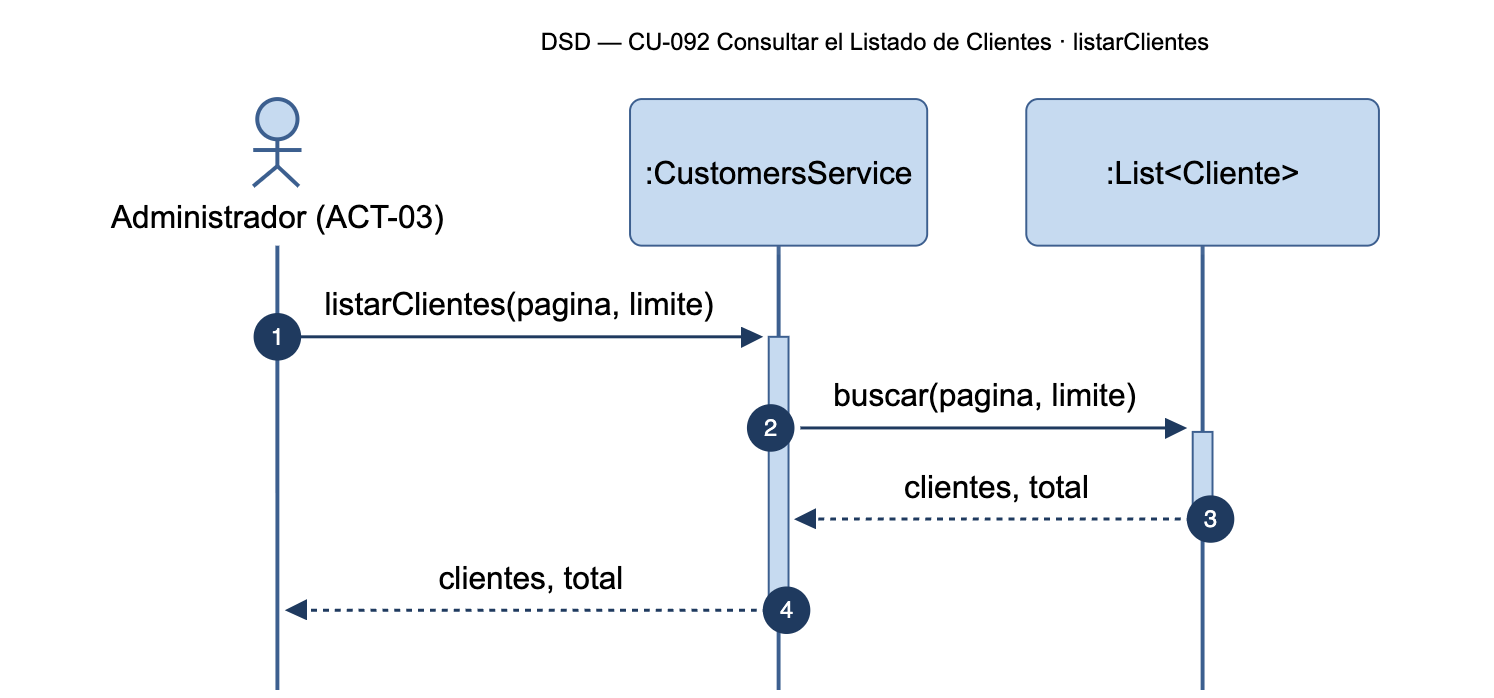 DSD — CU-092 Consultar el Listado de Clientes · listarClientes
Administrador (ACT-03)
:CustomersService
:List<Cliente>
listarClientes(pagina, limite)
1
buscar(pagina, limite)
2
clientes, total
3
clientes, total
4